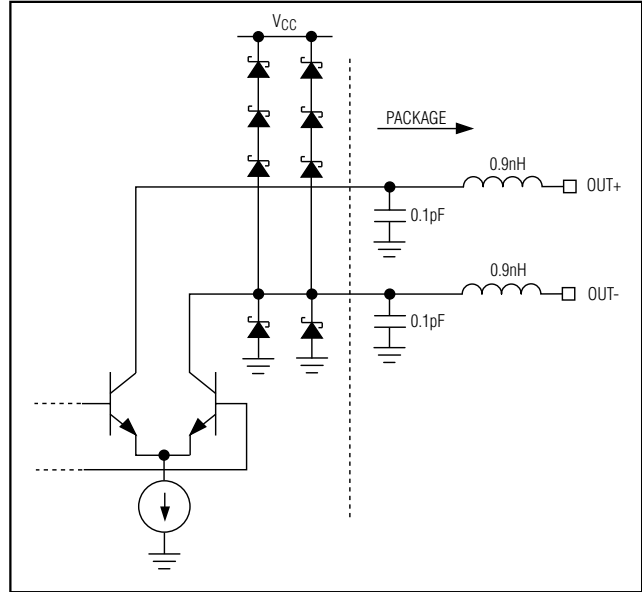 VCC
PACKAGE
0.9nH
OUT+
0.1pF
0.9nH
OUT-
0.1pF